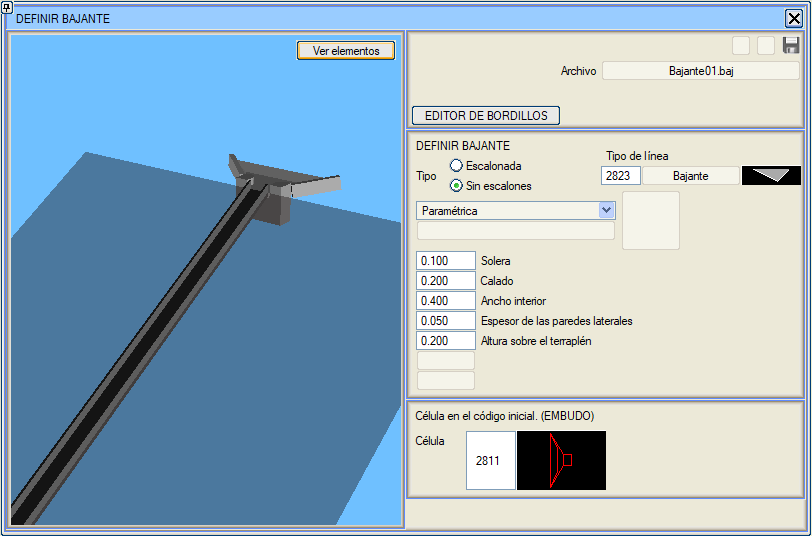 DEFINIR BAJANTE
Ver elementos
Archivo Bajante01.baj
EDITOR DE BORDILLOS
DEFINIR BAJANTE
Tipo
Escalonada
Sin escalones
Tipo de línea
2823 Bajante
Paramétrica
0.100 Solera
0.200 Calado
0.400 Ancho interior
0.050 Espesor de las paredes laterales
0.200 Altura sobre el terraplén
Célula en el código inicial. (EMBUDO)
Célula 2811